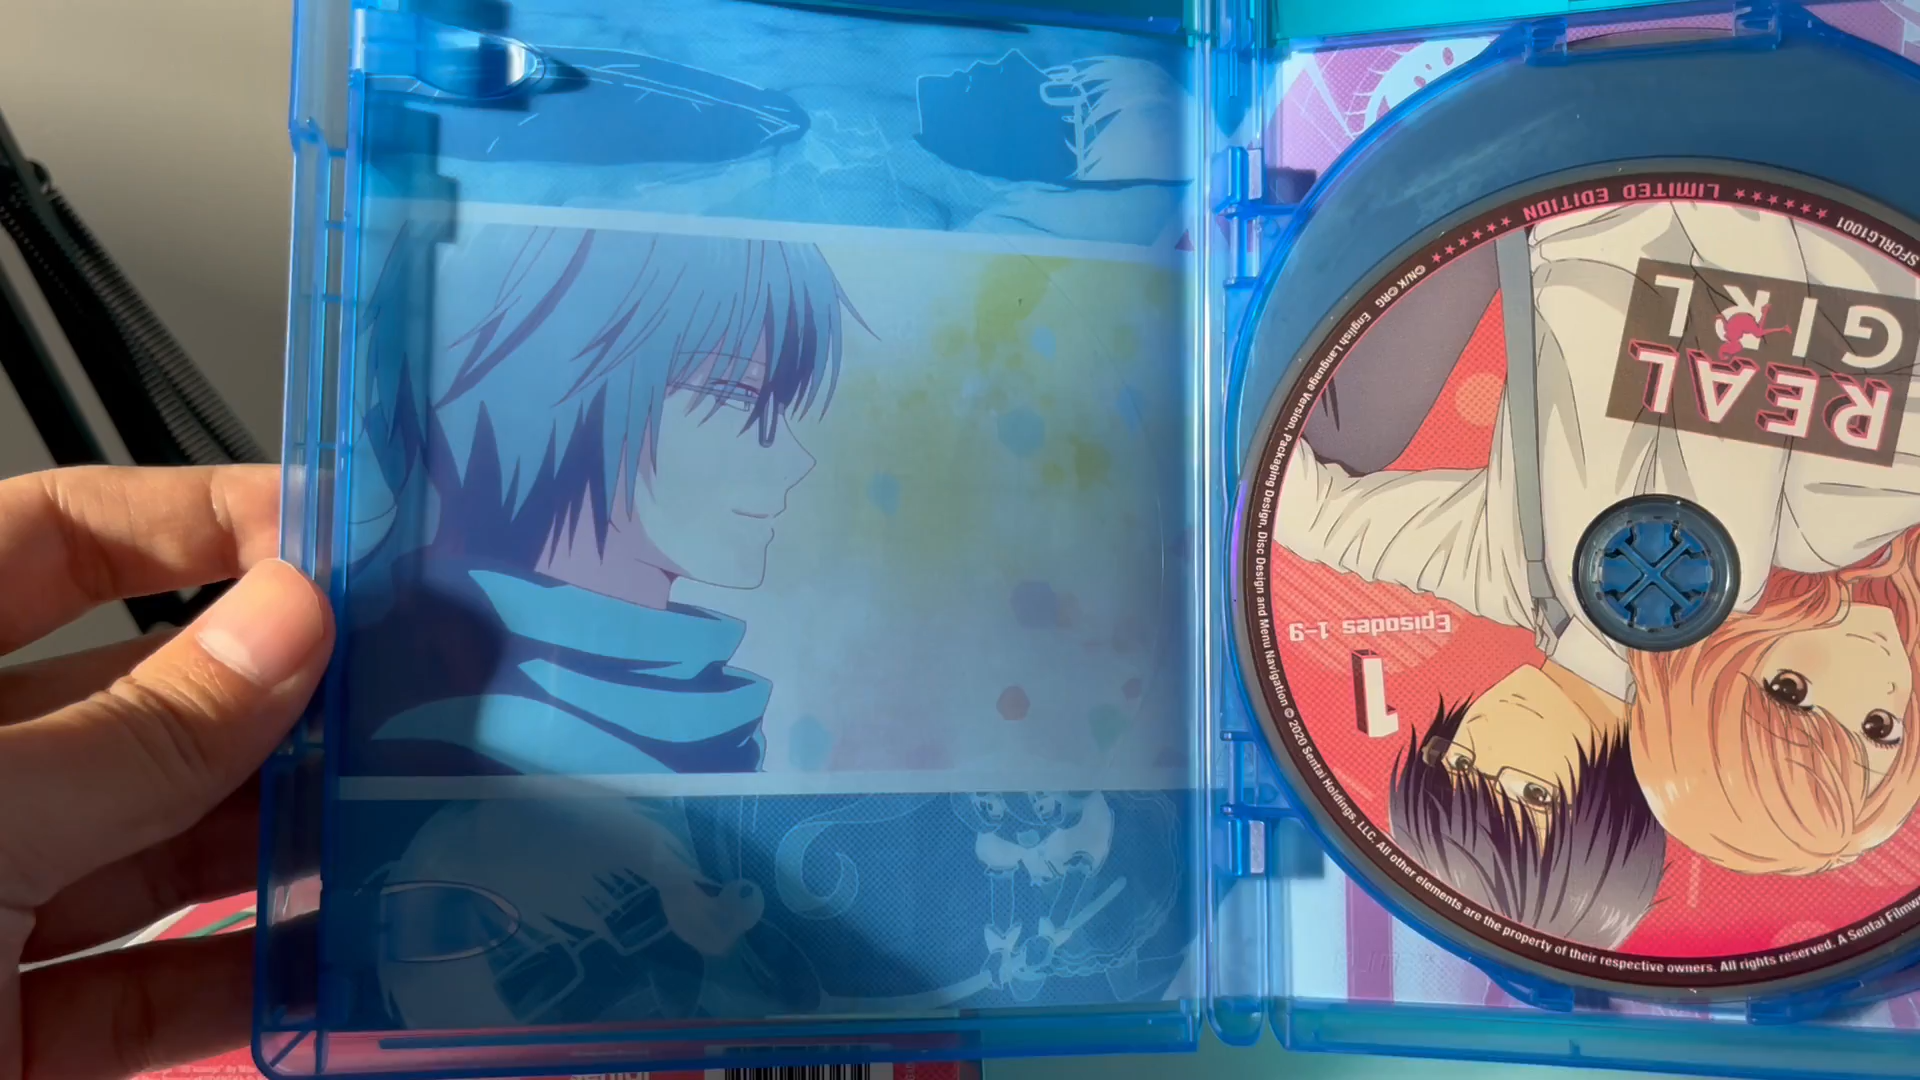 ★★★★★ LIMITED EDITION ★★★★★★
SFCRLG1001
REAL
GIRL
Episodes 1-9
1
©N/K ©RG English Language Version, Packaging Design, Disc Design and Menu Navigation © 2020 Sentai Holdings, LLC. All other elements are the property of their respective owners. All rights reserved. A Sentai Filmw